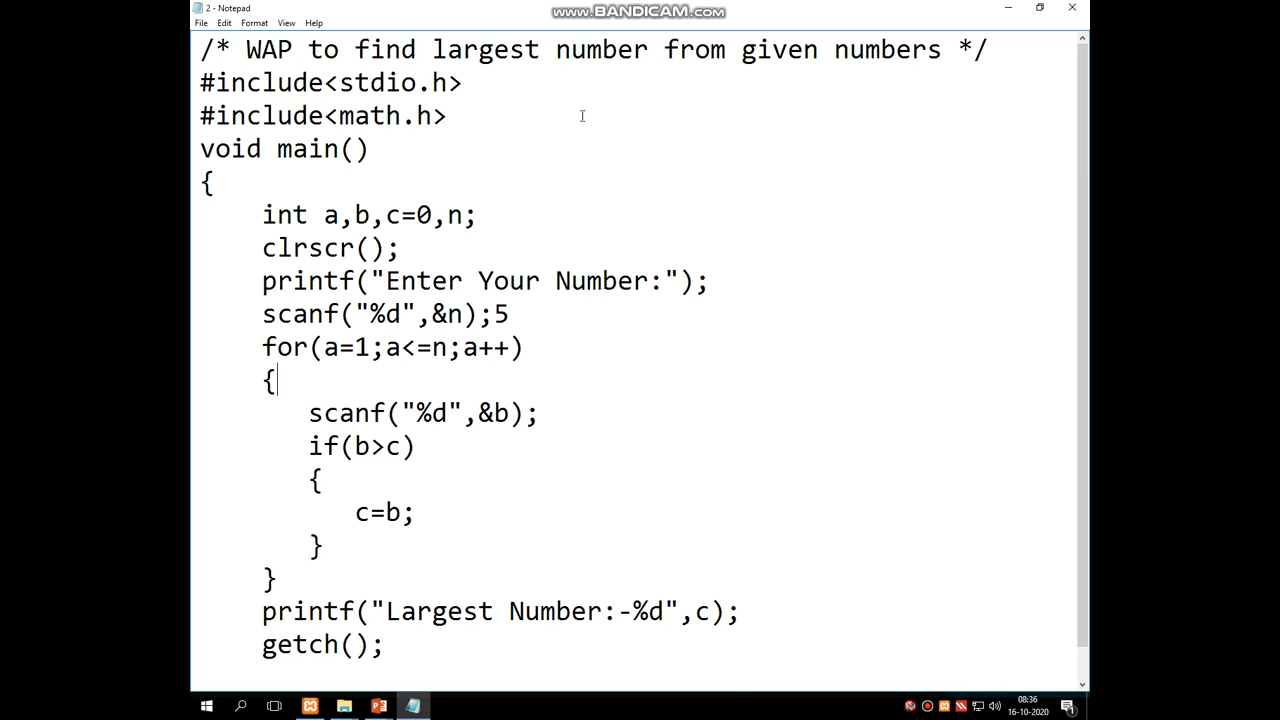 2 - Notepad
www.BANDICAM.com
File Edit Format View Help
/* WAP to find largest number from given numbers */
#include<stdio.h>
#include<math.h>
void main()
{
int a,b,c=0,n;
clrscr();
printf("Enter Your Number:");
scanf("%d",&n);5
for(a=1;a<=n;a++)
{
scanf("%d",&b);
if(b>c)
{
c=b;
}
}
printf("Largest Number:-%d",c);
getch();
08:36
16-10-2020